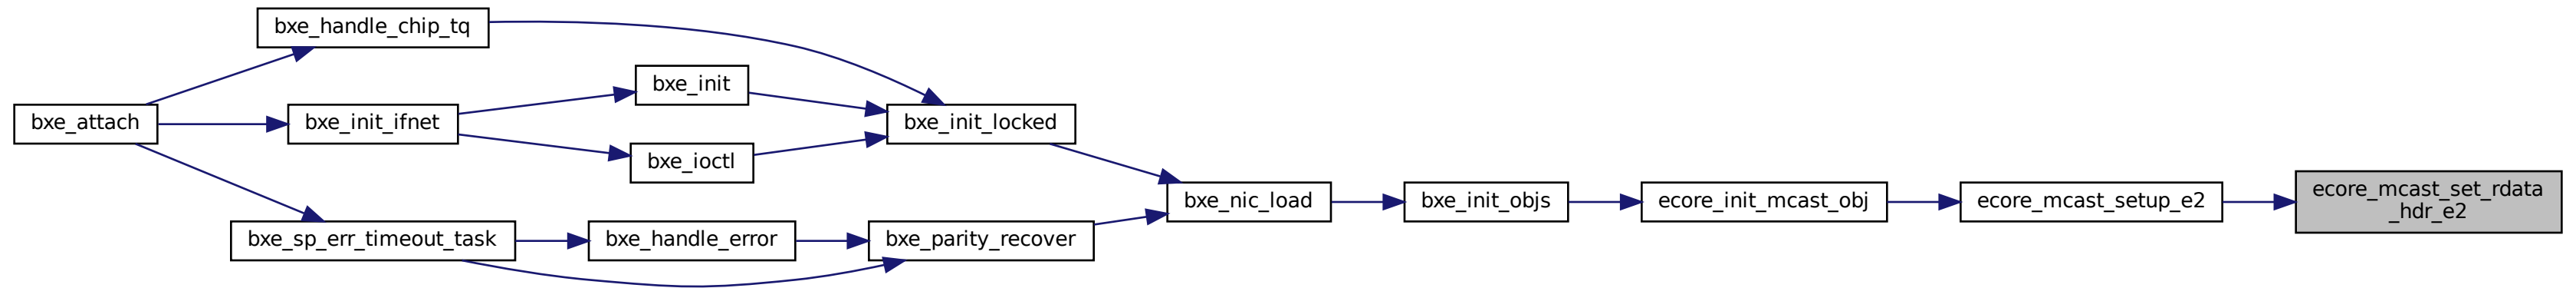 bxe_handle_chip_tq
bxe_init
bxe_attach
bxe_init_ifnet
bxe_init_locked
bxe_ioctl
bxe_nic_load
bxe_init_objs
ecore_init_mcast_obj
ecore_mcast_setup_e2
ecore_mcast_set_rdata
_hdr_e2
bxe_sp_err_timeout_task
bxe_handle_error
bxe_parity_recover